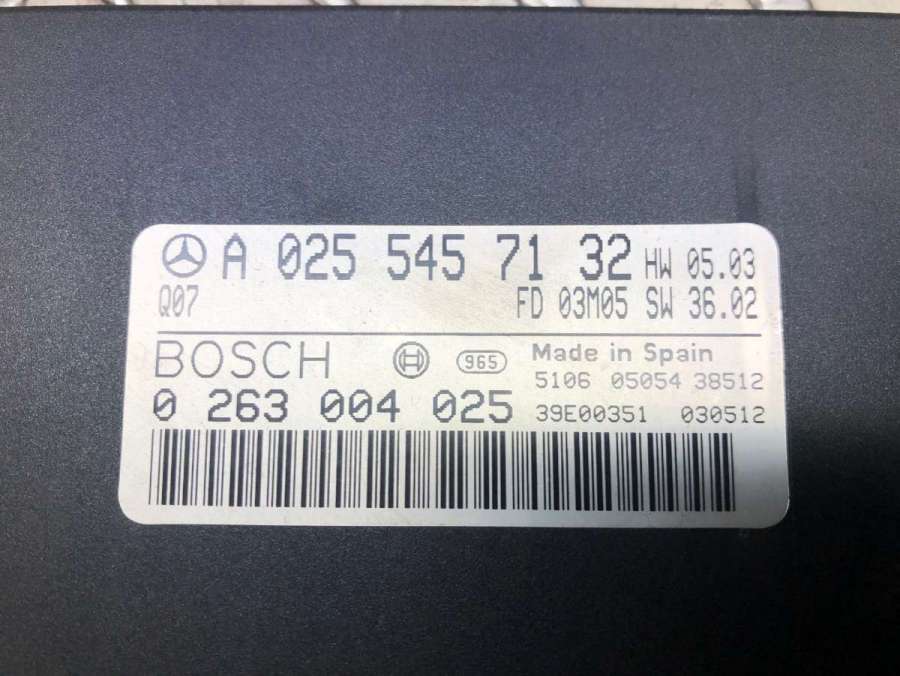 A 025 545 71 32 HW 05.03
Q07 FD 03M05 SW 36.02
BOSCH 965 Made in Spain
5106 05054 38512
0 263 004 025 39E00351 030512